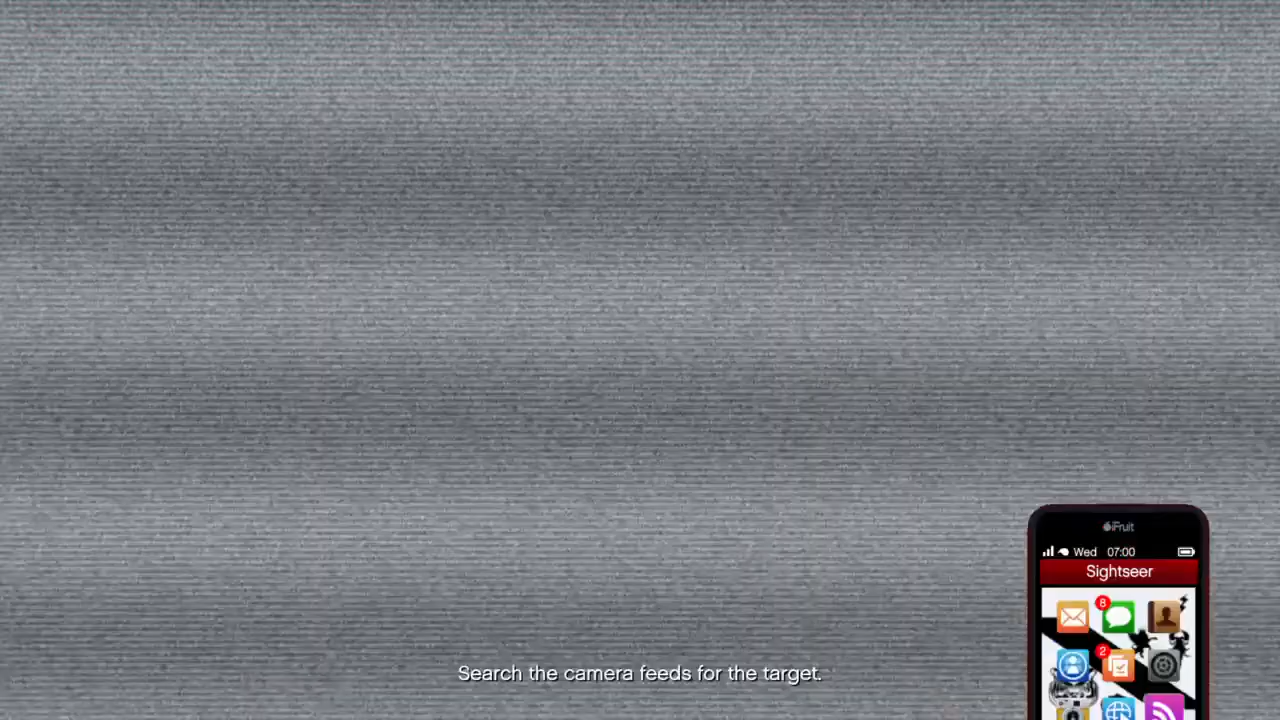 iFruit
Wed 07:00
Sightseer
8
2
Search the camera feeds for the target.